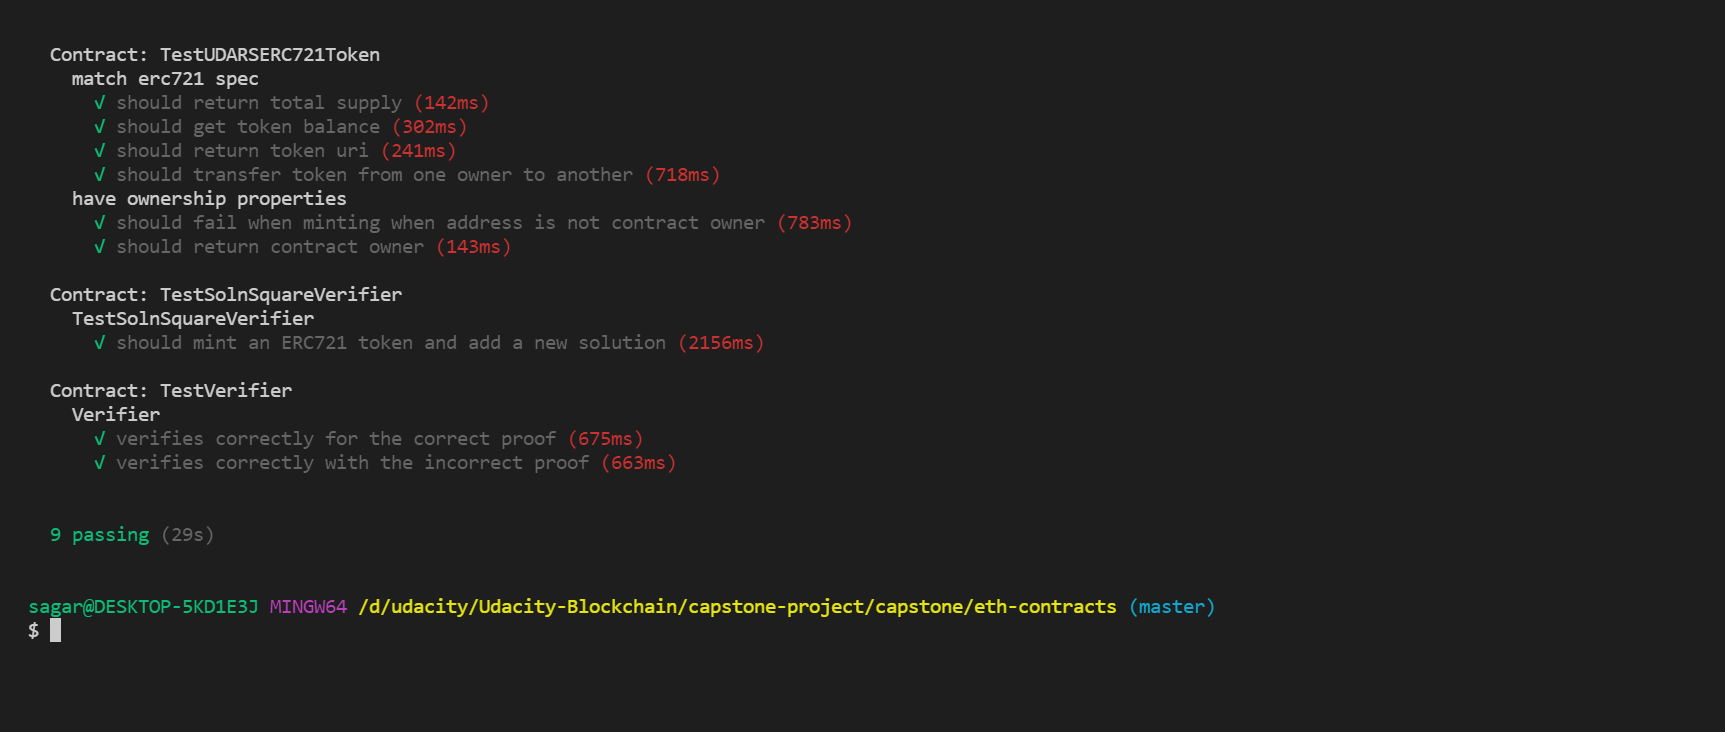 Contract: TestUDARSERC721Token
match erc721 spec
√ should return total supply (142ms)
√ should get token balance (302ms)
√ should return token uri (241ms)
√ should transfer token from one owner to another (718ms)
have ownership properties
√ should fail when minting when address is not contract owner (783ms)
√ should return contract owner (143ms)
Contract: TestSolnSquareVerifier
TestSolnSquareVerifier
√ should mint an ERC721 token and add a new solution (2156ms)
Contract: TestVerifier
Verifier
√ verifies correctly for the correct proof (675ms)
√ verifies correctly with the incorrect proof (663ms)
9 passing (29s)
sagar@DESKTOP-5KD1E3J MINGW64 /d/udacity/Udacity-Blockchain/capstone-project/capstone/eth-contracts (master)
$